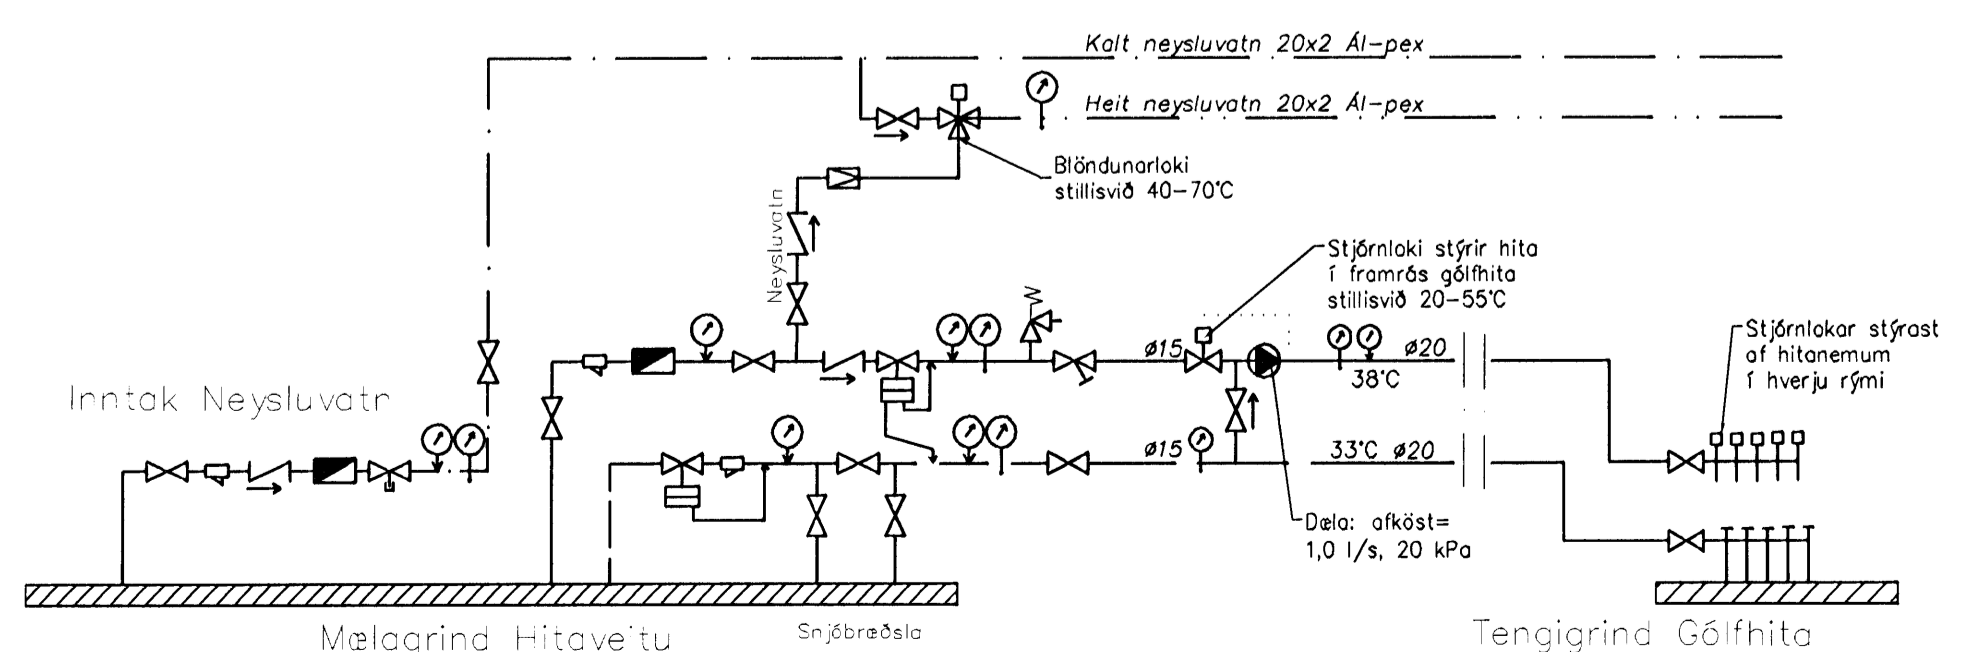 Kalt neysluvatn 20x2 Ál-pex
Heit neysluvatn 20x2 Ál-pex
Blöndunarloki
stillisvið 40-70°C
Neysluvatn
Stjórnloki stýrir hita
í framrás gólfhita
stillisvið 20-55°C
Stjórnlokar stýrast
af hitanemum
í hverju rými
W
ø15
ø20
38°C
Inntak Neysluvatn
ø15
33°C ø20
Dæla: afköst=
1,0 l/s, 20 kPa
Mælagrind Hitaveitu
Snjóbræðsla
Tengigrind Gólfhita